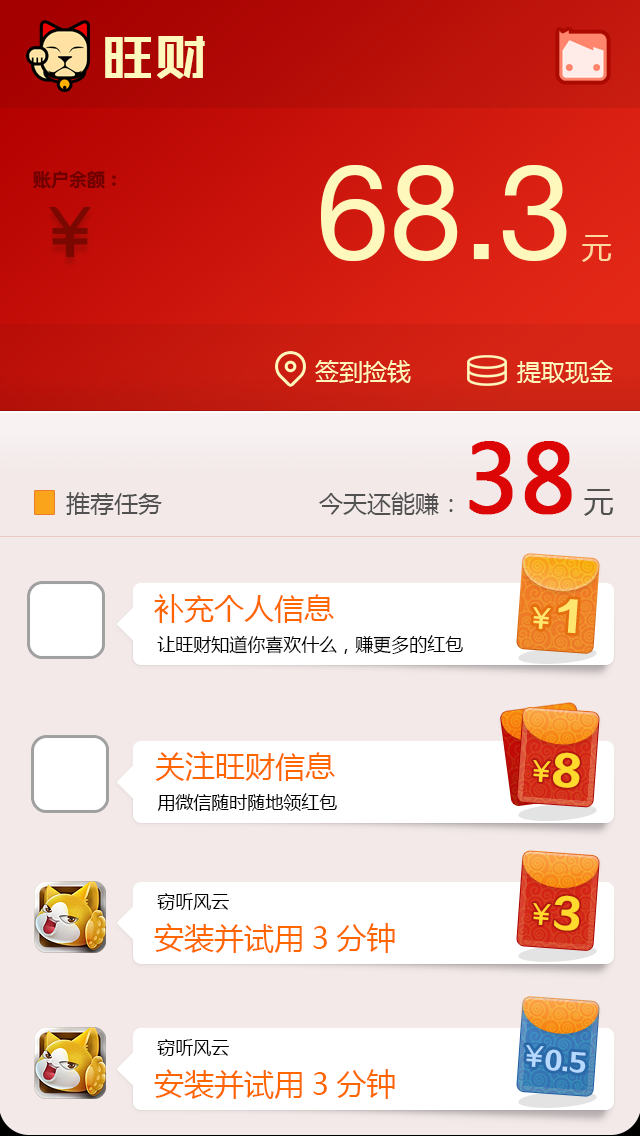 旺财
账户余额：
¥
68.3 元
签到捡钱
提取现金
推荐任务
今天还能赚：38 元
补充个人信息
让旺财知道你喜欢什么，赚更多的红包
¥1
关注旺财信息
用微信随时随地领红包
¥8
窃听风云
安装并试用 3 分钟
¥3
窃听风云
安装并试用 3 分钟
¥0.5